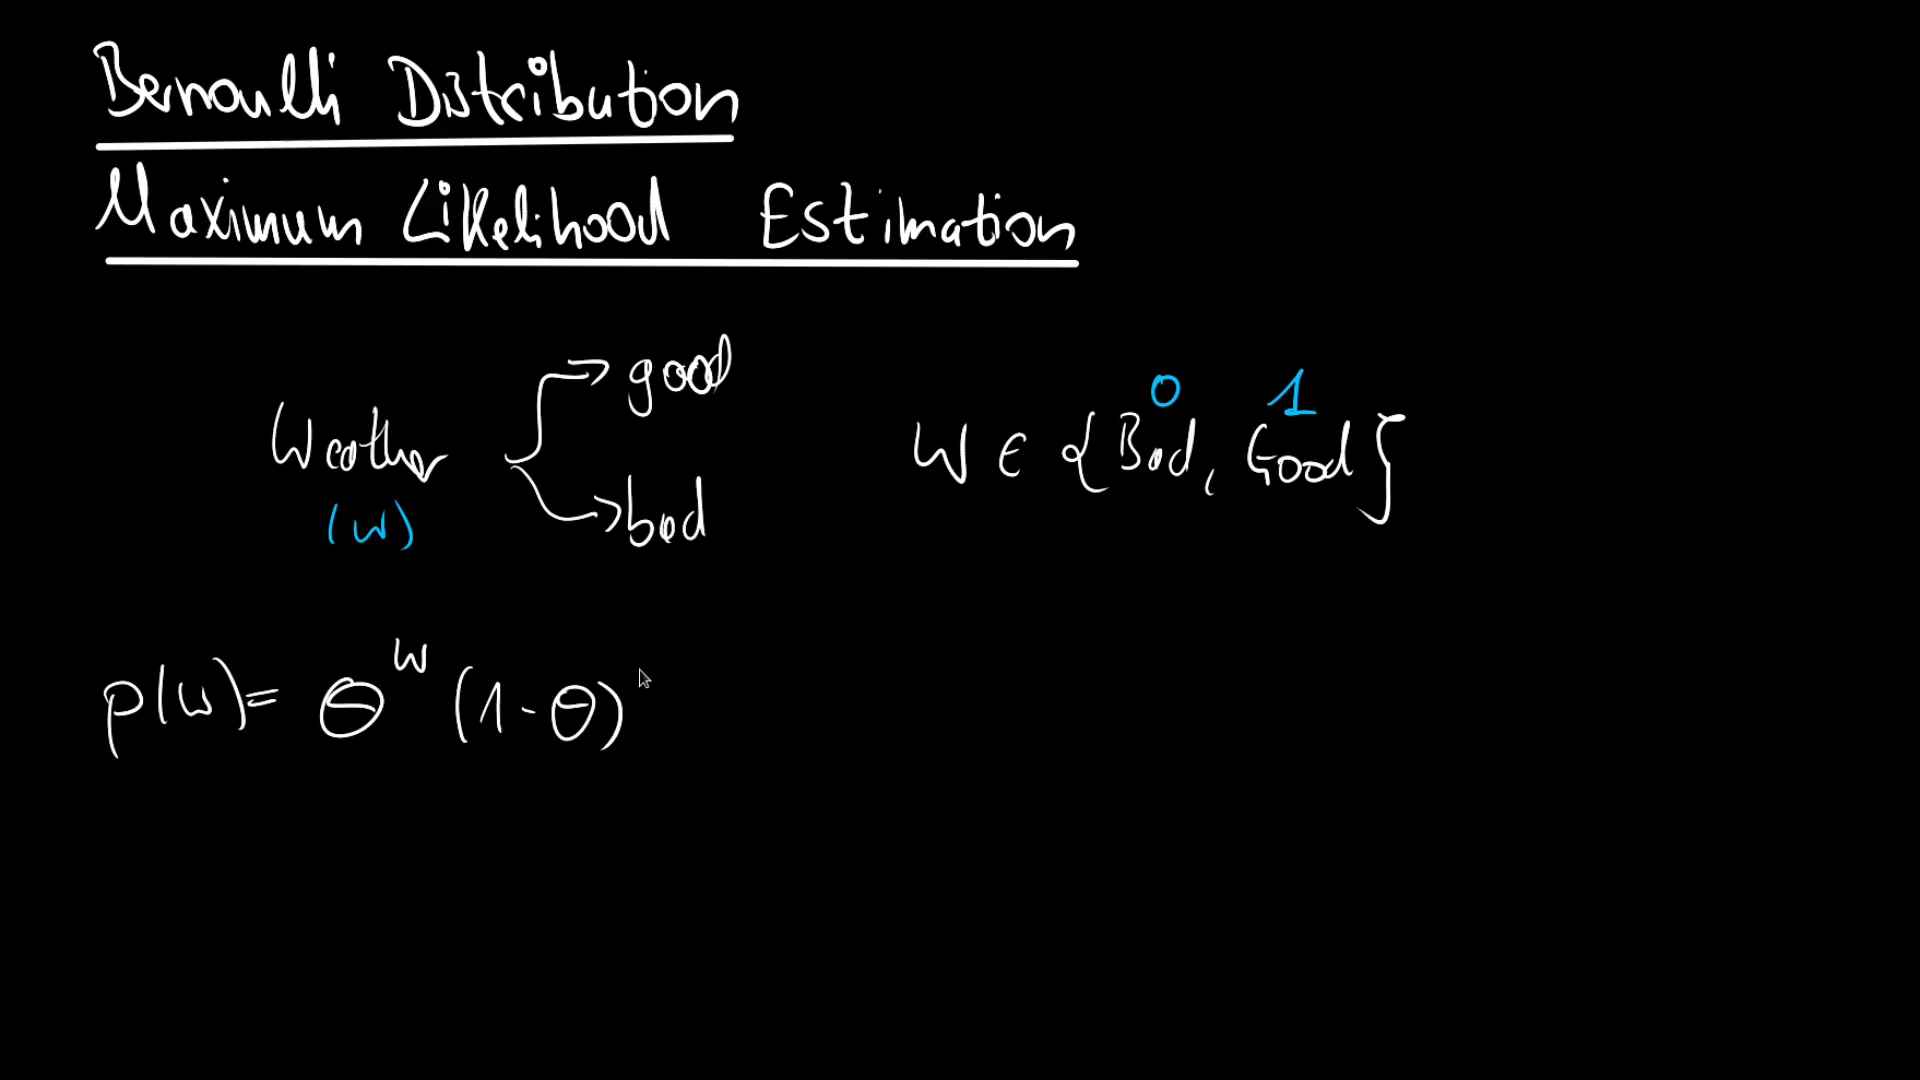 Bernoulli Distribution
Maximum Likelihood Estimation
good
0 1
Weather
W ∈ {Bad, Good}
(w)
bad
p(w)= θ^w (1-θ)